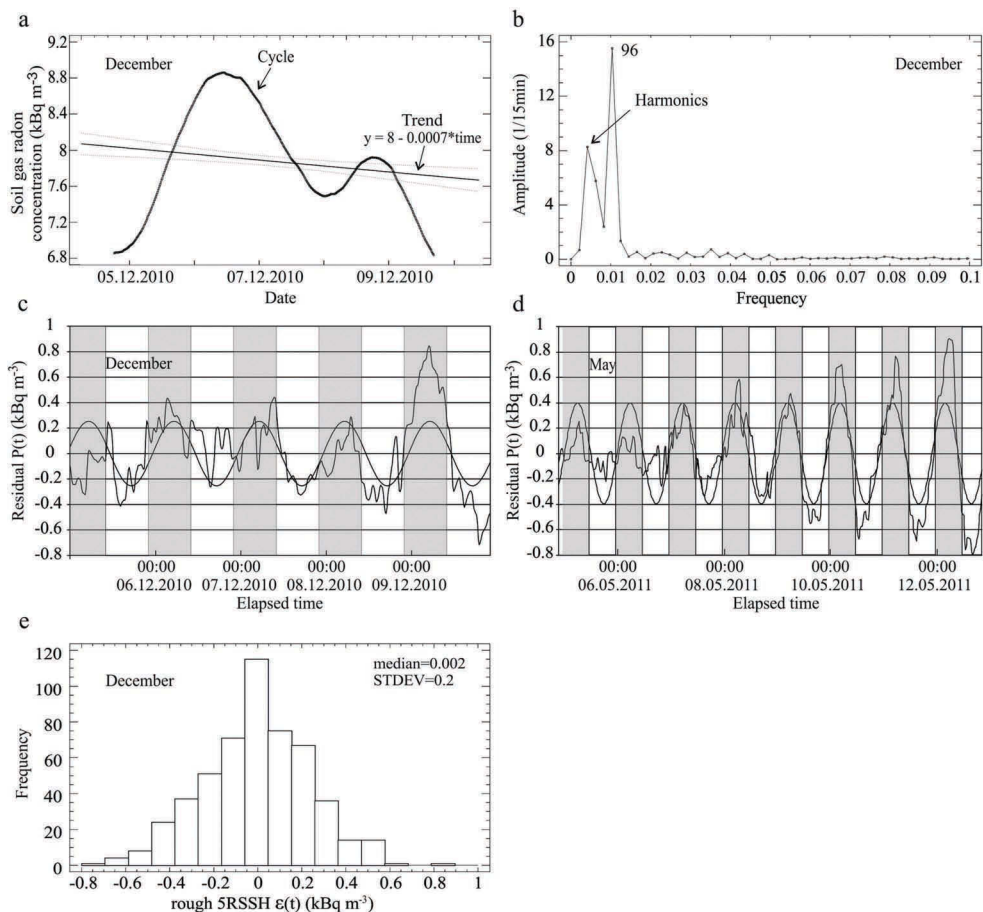 a
9.2
8.8
8.4
8
7.6
7.2
6.8
December
Cycle
Trend
y = 8 - 0.0007*time
Soil gas radon
concentration (kBq m-3)
05.12.2010 07.12.2010 09.12.2010
Date
b
16
12
8
4
0
96
December
Harmonics
Amplitude (1/15min)
0 0.01 0.02 0.03 0.04 0.05 0.06 0.07 0.08 0.09 0.1
Frequency
c
1
0.8
0.6
0.4
0.2
0
-0.2
-0.4
-0.6
-0.8
December
Residual P(t) (kBq m-3)
00:00 00:00 00:00 00:00
06.12.2010 07.12.2010 08.12.2010 09.12.2010
Elapsed time
d
1
0.8
0.6
0.4
0.2
0
-0.2
-0.4
-0.6
-0.8
May
Residual P(t) (kBq m-3)
00:00 00:00 00:00 00:00
06.05.2011 08.05.2011 10.05.2011 12.05.2011
Elapsed time
e
120
100
80
60
40
20
0
December
median=0.002
STDEV=0.2
Frequency
-0.8 -0.6 -0.4 -0.2 0 0.2 0.4 0.6 0.8 1
rough 5RSSH ε(t) (kBq m-3)